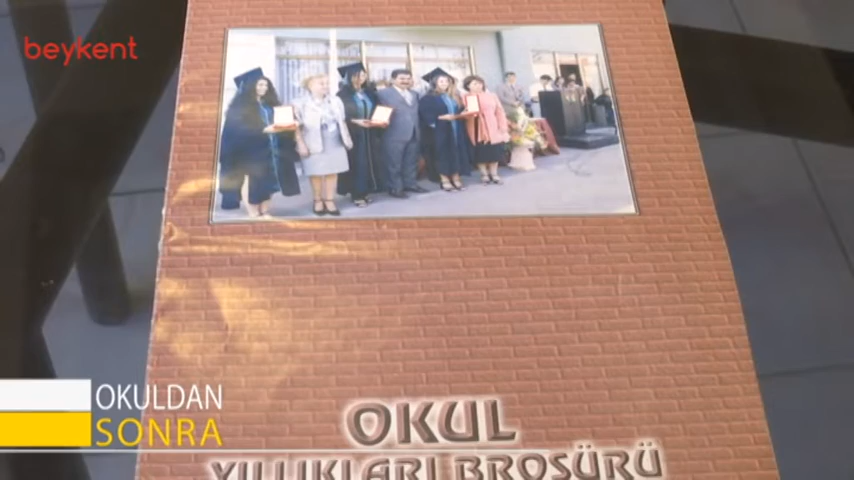 beykent
OKULDAN
SONRA
OKUL
YILLIKLARI BROŞÜRÜ